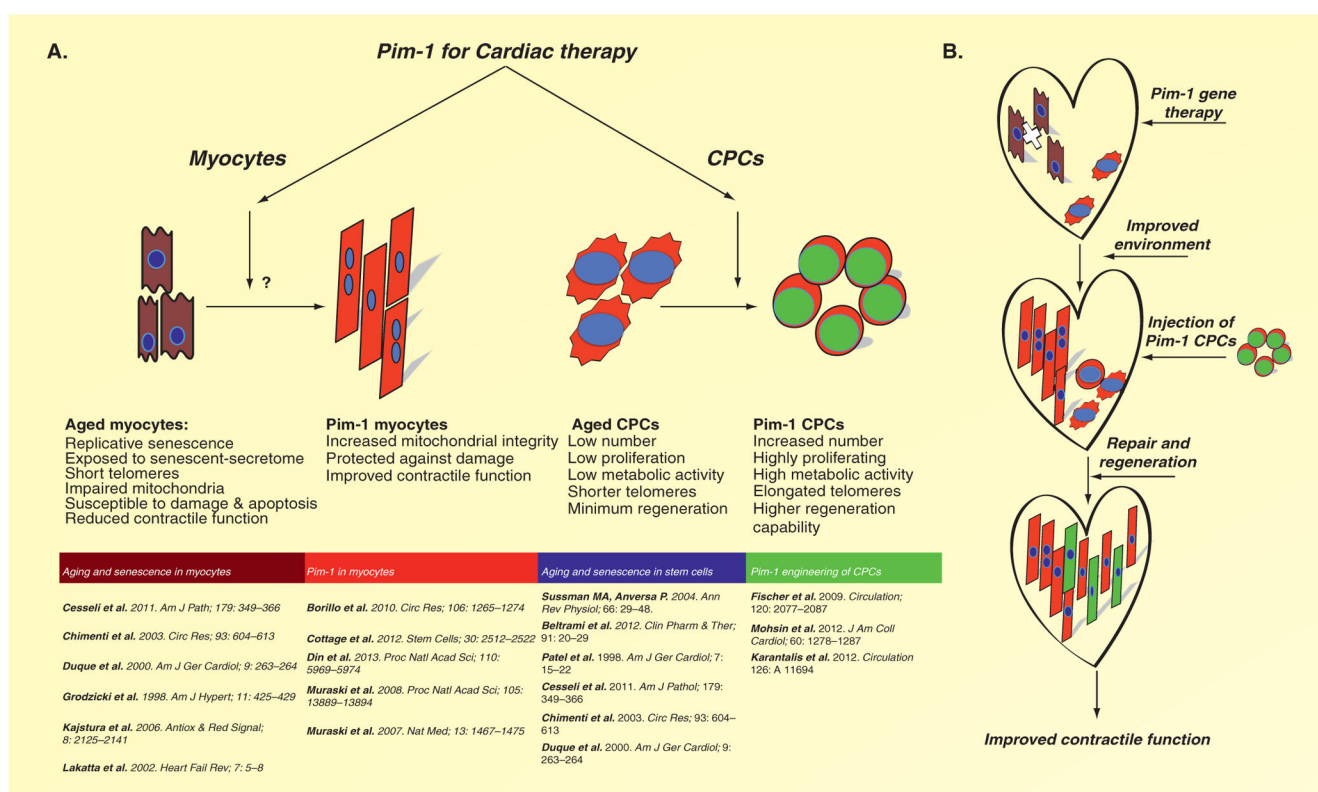 A.
Pim-1 for Cardiac therapy
Myocytes
CPCs
?
Aged myocytes:
Replicative senescence
Exposed to senescent-secretome
Short telomeres
Impaired mitochondria
Susceptible to damage & apoptosis
Reduced contractile function
Pim-1 myocytes
Increased mitochondrial integrity
Protected against damage
Improved contractile function
Aged CPCs
Low number
Low proliferation
Low metabolic activity
Shorter telomeres
Minimum regeneration
Pim-1 CPCs
Increased number
Highly proliferating
High metabolic activity
Elongated telomeres
Higher regeneration
capability
Aging and senescence in myocytes
Cesseli et al. 2011. Am J Path; 179: 349–366
Chimenti et al. 2003. Circ Res; 93: 604–613
Duque et al. 2000. Am J Ger Cardiol; 9: 263–264
Grodzicki et al. 1998. Am J Hypert; 11: 425–429
Kajstura et al. 2006. Antiox & Red Signal;
8: 2125–2141
Lakatta et al. 2002. Heart Fail Rev; 7: 5–8
Pim-1 in myocytes
Borillo et al. 2010. Circ Res; 106: 1265–1274
Cottage et al. 2012. Stem Cells; 30: 2512–2522
Din et al. 2013. Proc Natl Acad Sci; 110:
5969–5974
Muraski et al. 2008. Proc Natl Acad Sci; 105:
13889–13894
Muraski et al. 2007. Nat Med; 13: 1467–1475
Aging and senescence in stem cells
Sussman MA, Anversa P. 2004. Ann
Rev Physiol; 66: 29–48.
Beltrami et al. 2012. Clin Pharm & Ther;
91: 20–29
Patel et al. 1998. Am J Ger Cardiol; 7:
15–22
Cesseli et al. 2011. Am J Pathol; 179:
349–366
Chimenti et al. 2003. Circ Res; 93: 604–
613
Duque et al. 2000. Am J Ger Cardiol; 9:
263–264
Pim-1 engineering of CPCs
Fischer et al. 2009. Circulation;
120: 2077–2087
Mohsin et al. 2012. J Am Coll
Cardiol; 60: 1278–1287
Karantalis et al. 2012. Circulation
126: A 11694
B.
Pim-1 gene
therapy
Improved
environment
Injection of
Pim-1 CPCs
Repair and
regeneration
Improved contractile function